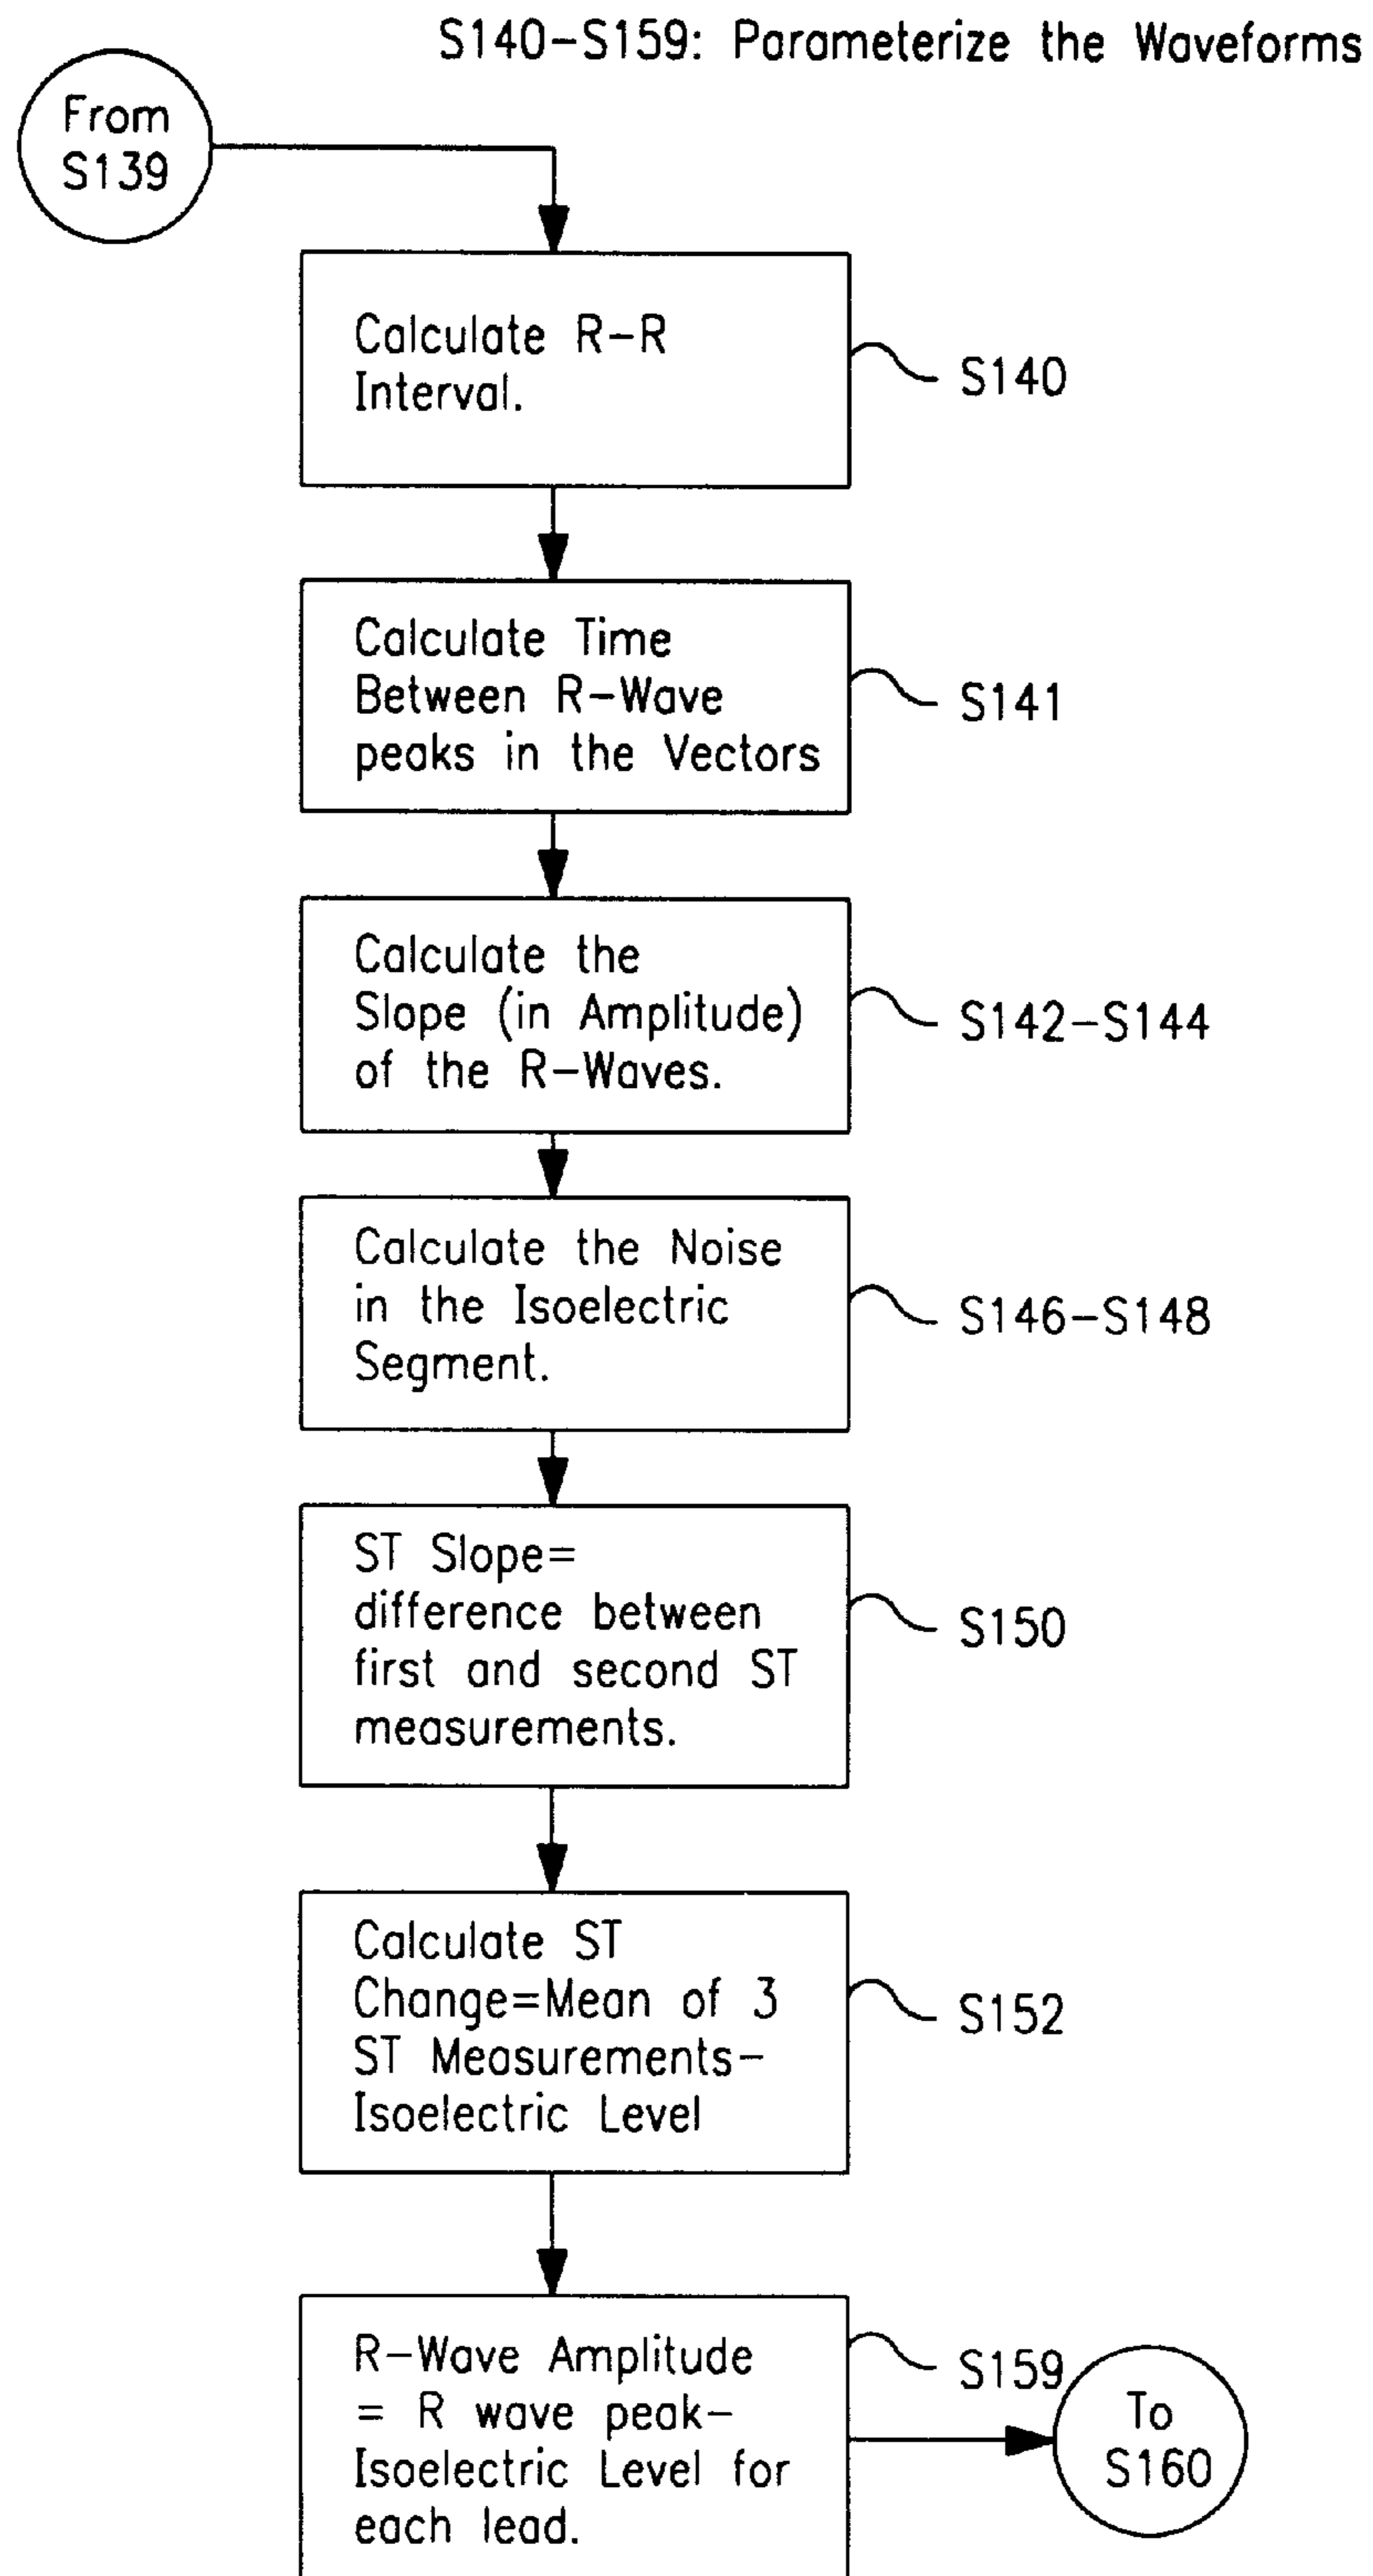 S140-S159: Parameterize the Waveforms
From
S139
Calculate R-R
Interval.
S140
Calculate Time
Between R-Wave
peaks in the Vectors
S141
Calculate the
Slope (in Amplitude)
of the R-Waves.
S142-S144
Calculate the Noise
in the Isoelectric
Segment.
S146-S148
ST Slope=
difference between
first and second ST
measurements.
S150
Calculate ST
Change=Mean of 3
ST Measurements-
Isoelectric Level
S152
R-Wave Amplitude
= R wave peak-
Isoelectric Level for
each lead.
S159
To
S160